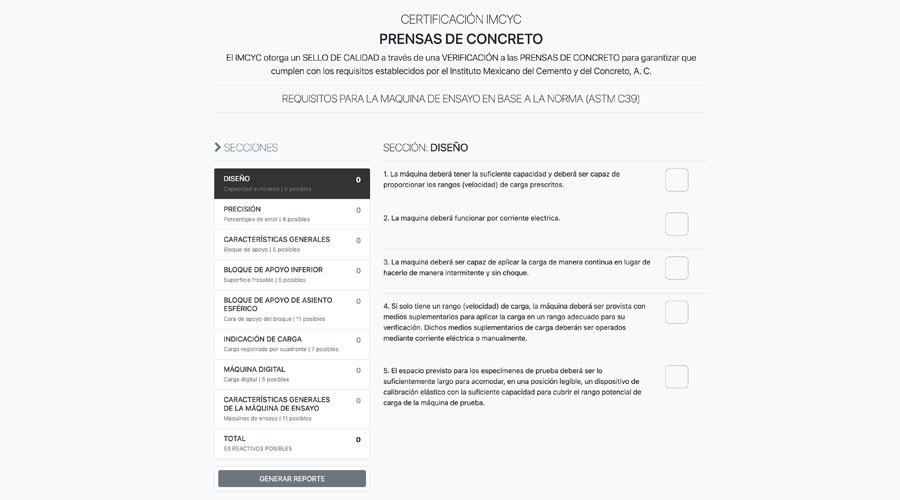 CERTIFICACIÓN IMCYC
PRENSAS DE CONCRETO
El IMCYC otorga un SELLO DE CALIDAD a través de una VERIFICACIÓN a las PRENSAS DE CONCRETO para garantizar que
cumplen con los requisitos establecidos por el Instituto Mexicano del Cemento y del Concreto, A. C.
REQUISITOS PARA LA MAQUINA DE ENSAYO EN BASE A LA NORMA (ASTM C39)
SECCIONES
DISEÑO 0
Capacidad suficiente | 5 posibles
PRECISIÓN 0
Porcentajes de error | 4 posibles
CARACTERÍSTICAS GENERALES 0
Bloque de apoyo | 5 posibles
BLOQUE DE APOYO INFERIOR 0
Superficie fresable | 5 posibles
BLOQUE DE APOYO DE ASIENTO 0
ESFÉRICO
Cara de apoyo del bloque | 11 posibles
INDICACIÓN DE CARGA 0
Carga registrada por cuadrante | 7 posibles
MÁQUINA DIGITAL 0
Carga digital | 5 posibles
CARACTERÍSTICAS GENERALES 0
DE LA MÁQUINA DE ENSAYO
Máquinas de ensayo | 11 posibles
TOTAL 0
53 REACTIVOS POSIBLES
GENERAR REPORTE
SECCIÓN: DISEÑO
1. La máquina deberá tener la suficiente capacidad y deberá ser capaz de
proporcionar los rangos (velocidad) de carga prescritos.
2. La maquina deberá funcionar por corriente electrica.
3. La maquina deberá ser capaz de aplicar la carga de manera continua en lugar de
hacerlo de manera intermitente y sin choque.
4. Si solo tiene un rango (velocidad) de carga, la máquina deberá ser provista con
medios suplementarios para aplicar la carga en un rango adecuado para su
verificación. Dichos medios suplementarios de carga deberán ser operados
mediante corriente eléctrica o manualmente.
5. El espacio previsto para los especímenes de prueba deberá ser lo
suficientemente largo para acomodar, en una posición legible, un dispositivo de
calibración elástico con la suficiente capacidad para cubrir el rango potencial de
carga de la máquina de prueba.